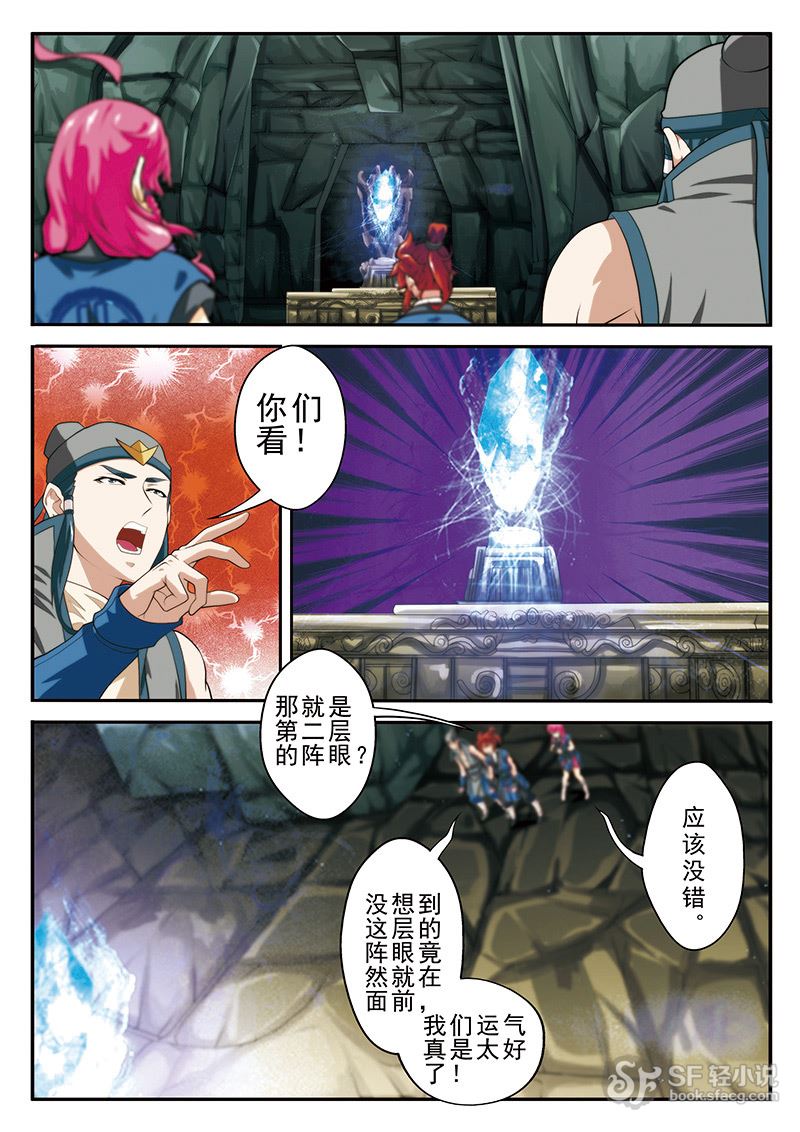 你们
看！
那就是
第二层
的阵眼？
应该没错。
没想到
这层的
阵眼竟
然就在
面前，
我们运气
真是太好
了！
SF轻小说
book.sfacg.com